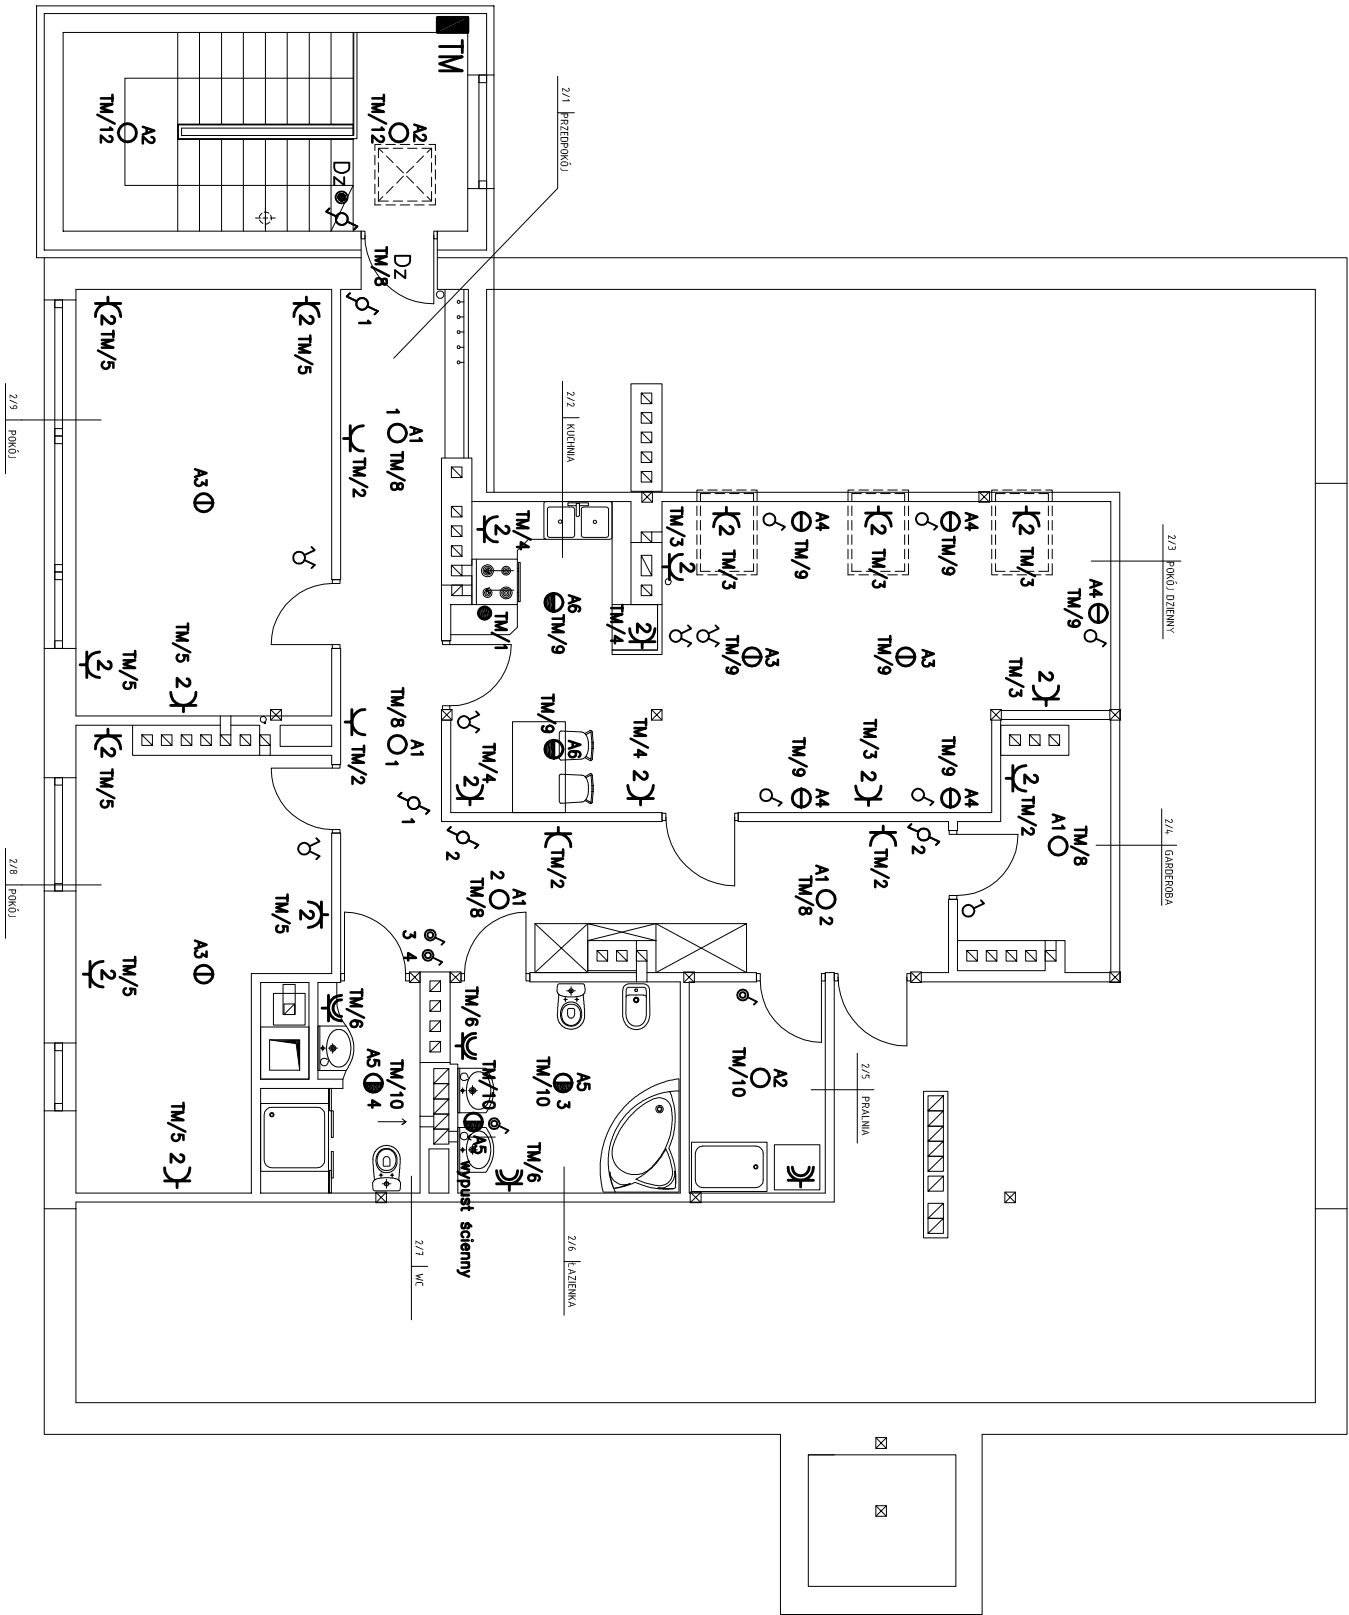 TM
A2
TM/12
A2
TM/12
Dz
Dz
TM/8
1
2/1 PRZEDPOKÓJ
2 TM/5
2 TM/5
2/9 POKÓJ
A3
1
A1
TM/8
TM/2
2/2 KUCHNIA
2
TM/4
TM/1
A6
TM/9
TM/4
2
TM/3
2
2
TM/3
A4
TM/9
2
TM/3
A4
TM/9
2
TM/3
2/3 POKÓJ DZIENNY
A4
TM/9
A3
TM/9
A3
TM/9
TM/3
2
TM/5
2
2
TM/5
TM/8
A1
1
TM/2
1
TM/9
A6
TM/4
2
TM/4
2
TM/9
A4
TM/3
2
TM/9
A4
2
TM/2
A1
TM/8
2/4 GARDEROBA
2 TM/5
2/8 POKÓJ
A3
2
TM/5
2
TM/5
TM/5
2
2
2
A1
TM/8
TM/2
A1
TM/8
2
TM/2
2
3
4
TM/6
A5
TM/10
4
TM/6
TM/10
A5
wypust ścienny
A5
TM/10
3
TM/6
A2
TM/10
2/5 PRALNIA
2/6 ŁAZIENKA
2/7 WC